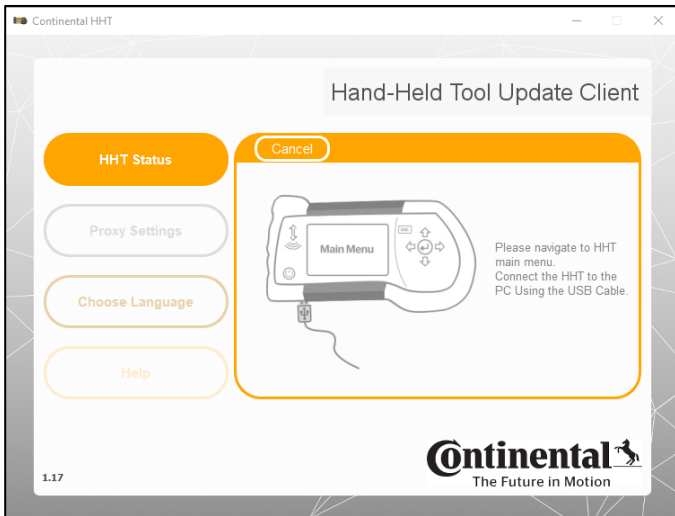 Continental HHT
Hand-Held Tool Update Client
HHT Status
Cancel
Proxy Settings
Choose Language
Help
Main Menu
ESC
Please navigate to HHT
main menu.
Connect the HHT to the
PC Using the USB Cable.
1.17
Continental
The Future in Motion